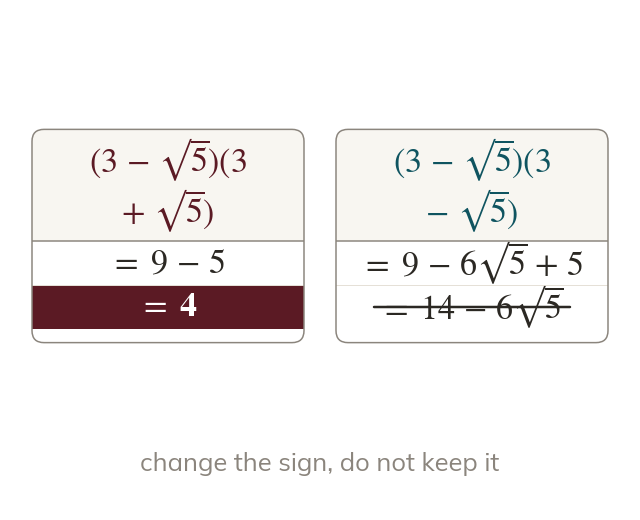 (3 − √5)(3
+ √5)
= 9 − 5
= 4
(3 − √5)(3
− √5)
= 9 − 6√5 + 5
= 14 − 6√5
change the sign, do not keep it